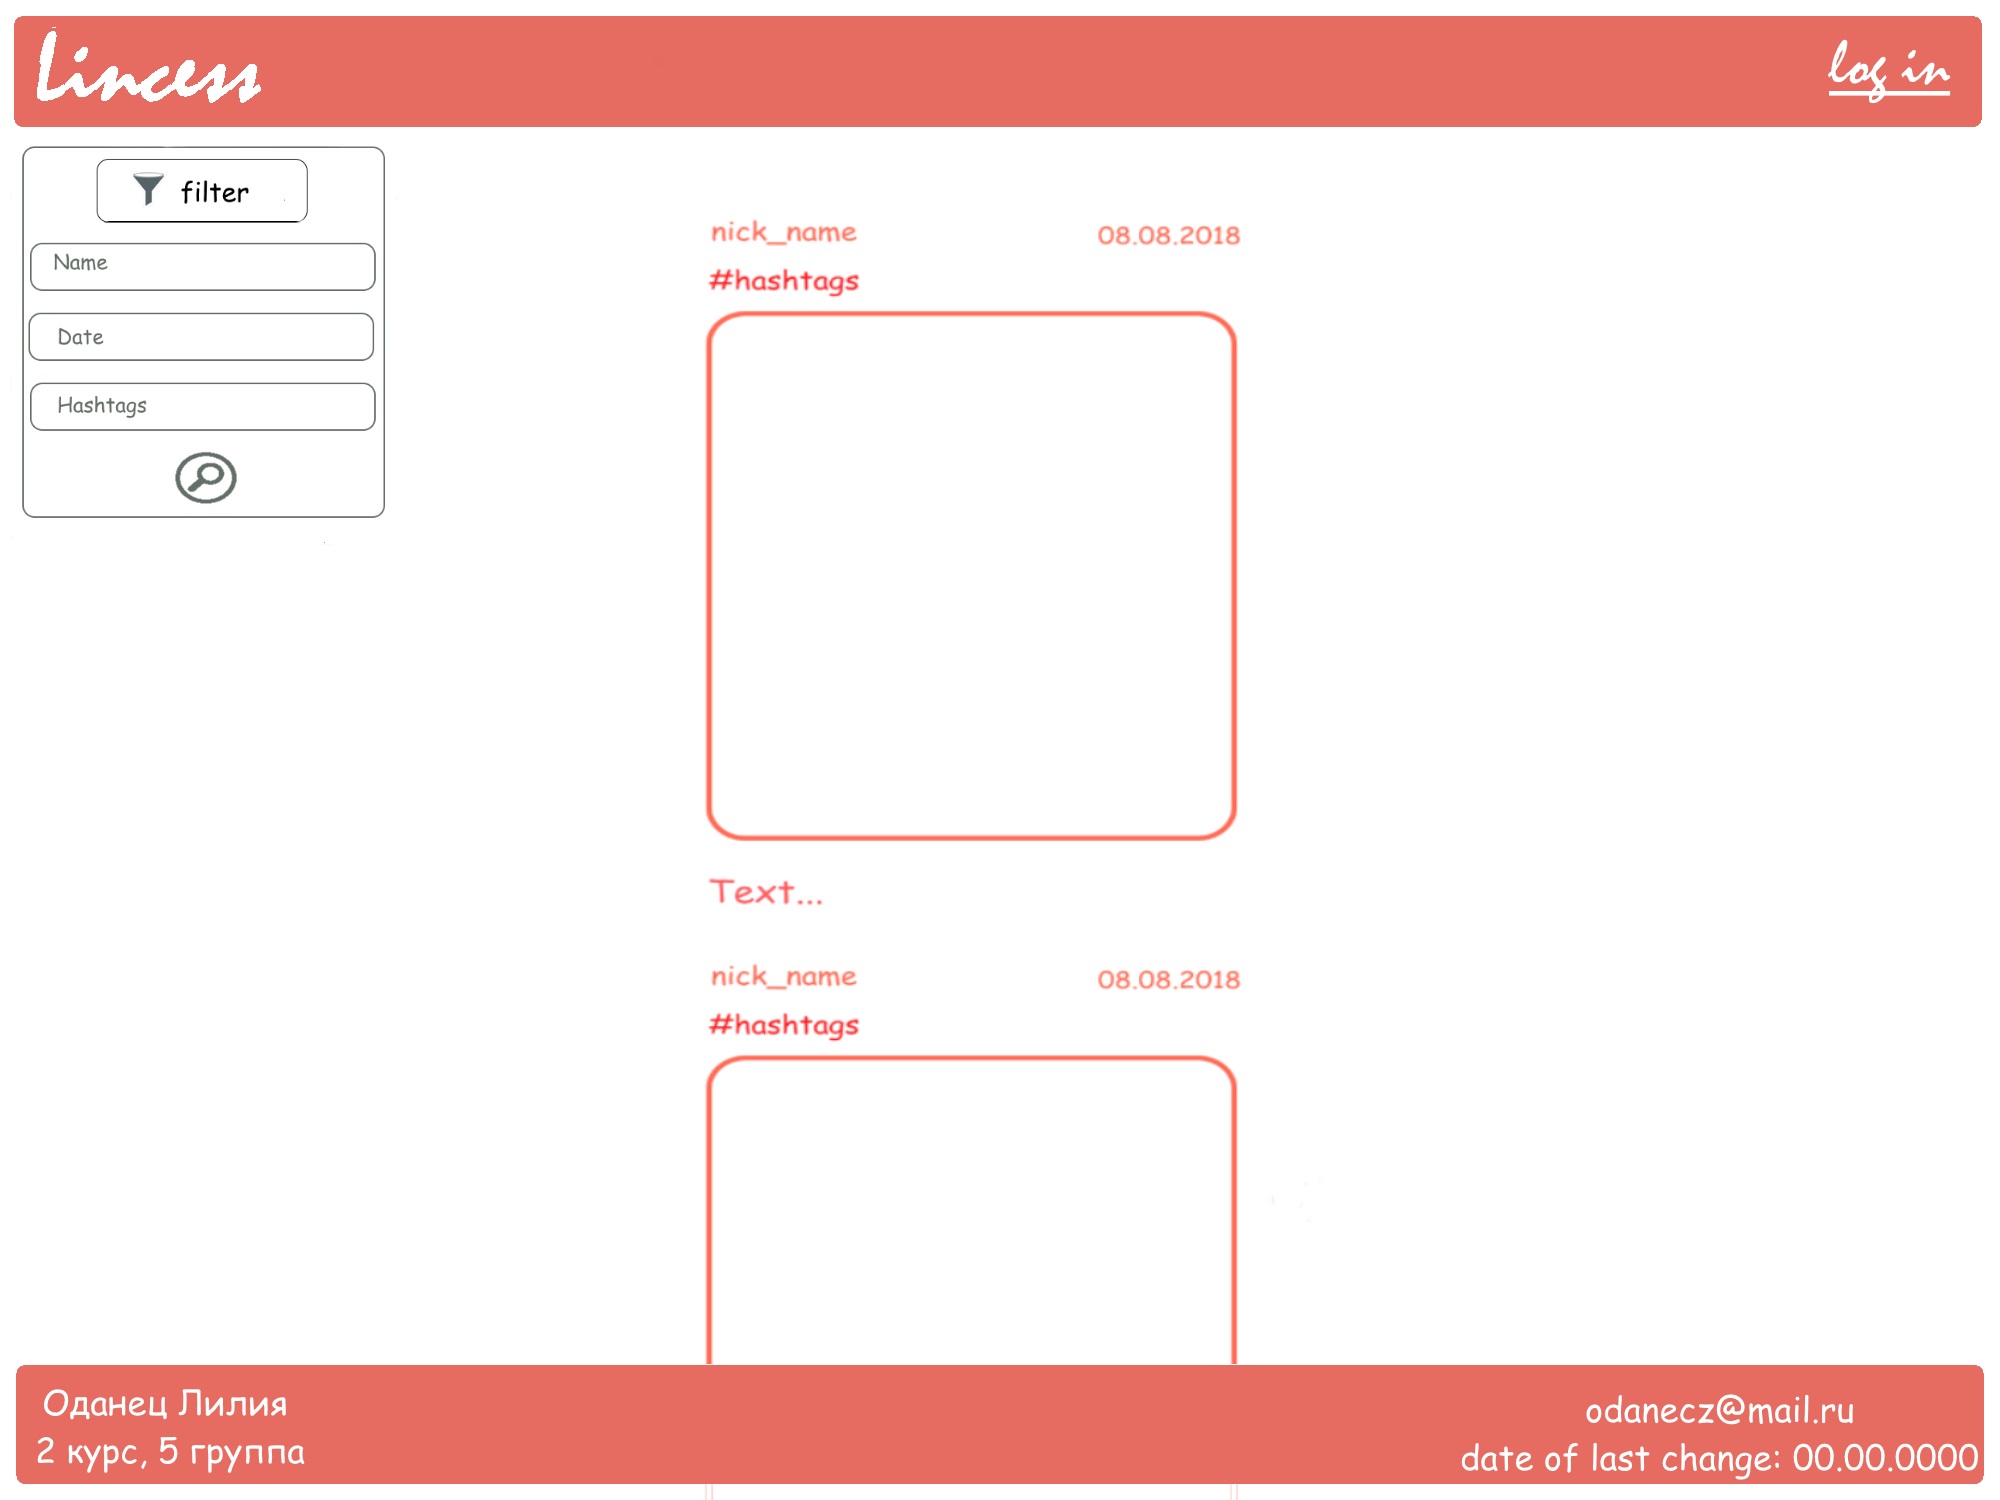 Lincess
log in
filter
Name
Date
Hashtags
nick_name 08.08.2018
#hashtags
Text...
nick_name 08.08.2018
#hashtags
Оданец Лилия
2 курс, 5 группа
odanecz@mail.ru
date of last change: 00.00.0000